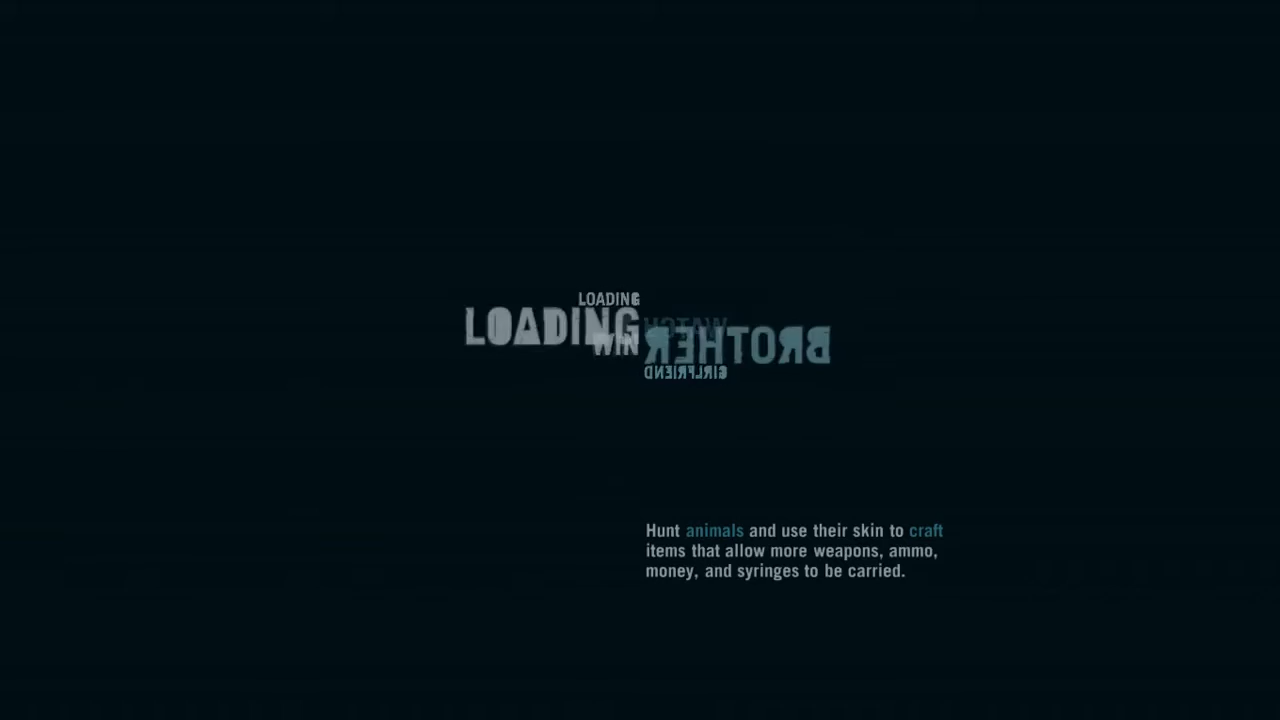 LOADING
LOADING
WATCH
WIN
BROTHER
GIRLFRIEND
Hunt animals and use their skin to craft
items that allow more weapons, ammo,
money, and syringes to be carried.